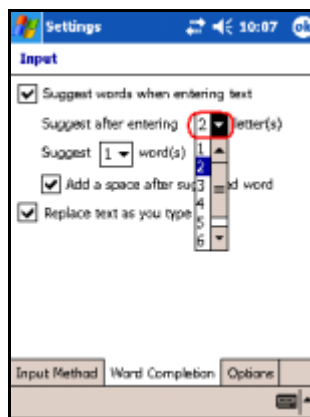 Settings 10:07 ok
Input
Suggest words when entering text
Suggest after entering 2 letter(s)
1
2
3
4
5
6
Suggest 1 word(s)
Add a space after suggested word
Replace text as you type
Input Method Word Completion Options